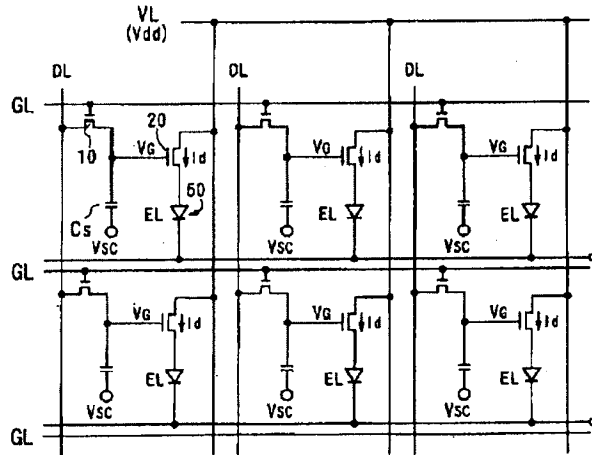 VL
(Vdd)
DL DL DL
GL
10 20 VG Id VG Id VG Id
Cs EL 50 EL EL
VSC VSC VSC
GL
VG Id VG Id VG Id
EL EL EL
VSC VSC VSC
GL